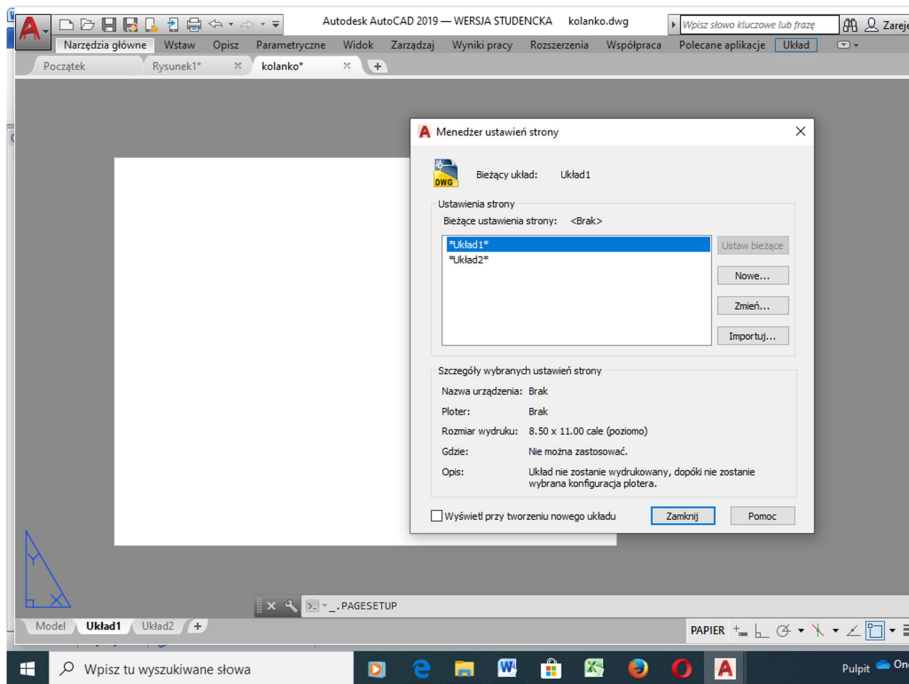 Autodesk AutoCAD 2019 — WERSJA STUDENCKA kolanko.dwg
Wpisz słowo kluczowe lub frazę
Narzędzia główne Wstaw Opisz Parametryczne Widok Zarządzaj Wyniki pracy Rozszerzenia Współpraca Polecane aplikacje Układ
Początek Rysunek1* kolanko*
Menedżer ustawień strony
DWG
Bieżący układ: Układ1
Ustawienia strony
Bieżące ustawienia strony: <Brak>
*Układ1*
*Układ2*
Ustaw bieżące
Nowe...
Zmień...
Importuj...
Szczegóły wybranych ustawień strony
Nazwa urządzenia: Brak
Ploter: Brak
Rozmiar wydruku: 8.50 x 11.00 cale (poziomo)
Gdzie: Nie można zastosować.
Opis: Układ nie zostanie wydrukowany, dopóki nie zostanie
wybrana konfiguracja plotera.
Wyświetl przy tworzeniu nowego układu
Zamknij
Pomoc
Y
X
_.PAGESETUP
Model Układ1 Układ2
PAPIER
Wpisz tu wyszukiwane słowa
Pulpit